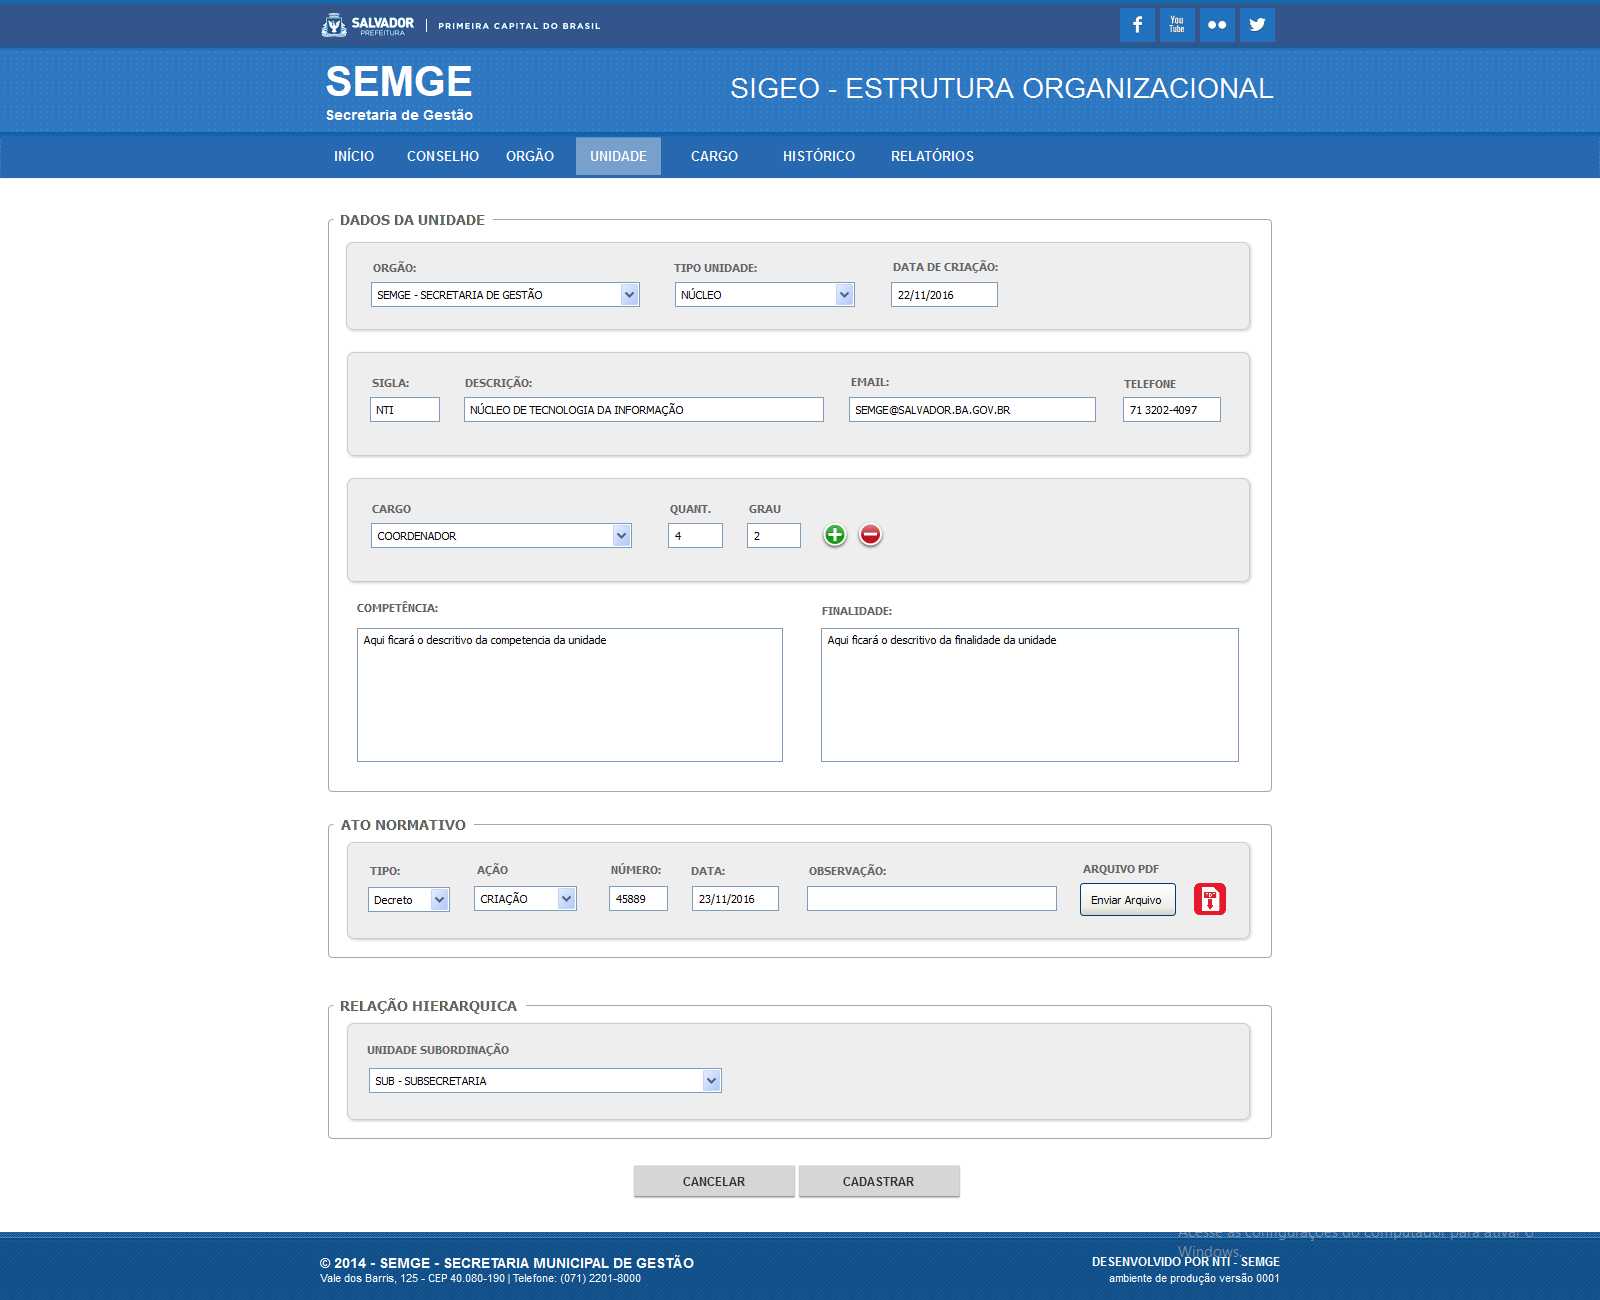 SALVADOR
PREFEITURA
PRIMEIRA CAPITAL DO BRASIL
You
Tube
SEMGE
Secretaria de Gestão
SIGEO - ESTRUTURA ORGANIZACIONAL
INÍCIO CONSELHO ORGÃO UNIDADE CARGO HISTÓRICO RELATÓRIOS
DADOS DA UNIDADE
ORGÃO: TIPO UNIDADE: DATA DE CRIAÇÃO:
SEMGE - SECRETARIA DE GESTÃO NÚCLEO 22/11/2016
SIGLA: DESCRIÇÃO: EMAIL: TELEFONE
NTI NÚCLEO DE TECNOLOGIA DA INFORMAÇÃO SEMGE@SALVADOR.BA.GOV.BR 71 3202-4097
CARGO QUANT. GRAU
COORDENADOR 4 2
COMPETÊNCIA: FINALIDADE:
Aqui ficará o descritivo da competencia da unidade Aqui ficará o descritivo da finalidade da unidade
ATO NORMATIVO
TIPO: AÇÃO NÚMERO: DATA: OBSERVAÇÃO: ARQUIVO PDF
Decreto CRIAÇÃO 45889 23/11/2016 Enviar Arquivo
RELAÇÃO HIERARQUICA
UNIDADE SUBORDINAÇÃO
SUB - SUBSECRETARIA
CANCELAR CADASTRAR
Acesse as configurações do computador para ativar o
Windows.
© 2014 - SEMGE - SECRETARIA MUNICIPAL DE GESTÃO DESENVOLVIDO POR NTI - SEMGE
Vale dos Barris, 125 - CEP 40.080-190 | Telefone: (071) 2201-8000 ambiente de produção versão 0001